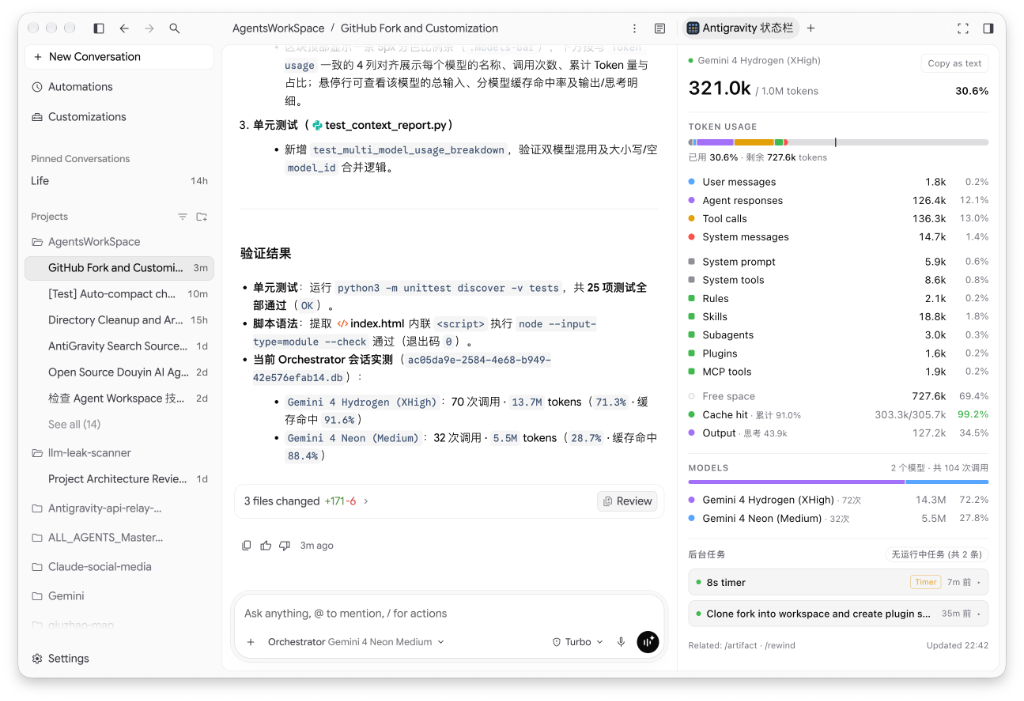 AgentsWorkSpace / GitHub Fork and Customization
Antigravity 状态栏
New Conversation
Automations
Customizations
Pinned Conversations
Life 14h
Projects
AgentsWorkSpace
GitHub Fork and Customi... 3m
[Test] Auto-compact ch... 10m
Directory Cleanup and Ar... 15h
AntiGravity Search Source... 1d
Open Source Douyin AI Ag... 2d
检查 Agent Workspace 技... 2d
See all (14)
llm-leak-scanner
Project Architecture Revie... 1d
Antigravity-api-relay-...
ALL_AGENTS_Master...
Claude-social-media
Gemini
Settings
usage 一致的 4 列对齐展示每个模型的名称、调用次数、累计 Token 量与
占比；悬停行可查看该模型的总输入、分模型缓存命中率及输出/思考明
细。
3. 单元测试（ test_context_report.py）
• 新增 test_multi_model_usage_breakdown，验证双模型混用及大小写/空
model_id 合并逻辑。
验证结果
• 单元测试：运行 python3 -m unittest discover -v tests，共 25 项测试全
部通过（OK）。
• 脚本语法：提取 index.html 内联 <script> 执行 node --input-
type=module --check 通过（退出码 0）。
• 当前 Orchestrator 会话实测（ac05da9e-2584-4e68-b949-
42e576efab14.db）：
• Gemini 4 Hydrogen (XHigh)：70 次调用 · 13.7M tokens（71.3% · 缓
存命中 91.6%）
• Gemini 4 Neon (Medium)：32 次调用 · 5.5M tokens（28.7% · 缓存命中
88.4%）
3 files changed +171-6
Review
3m ago
Ask anything, @ to mention, / for actions
Orchestrator Gemini 4 Neon Medium
Turbo
Gemini 4 Hydrogen (XHigh)
Copy as text
321.0k / 1.0M tokens 30.6%
TOKEN USAGE
已用 30.6% · 剩余 727.6k tokens
User messages 1.8k 0.2%
Agent responses 126.4k 12.1%
Tool calls 136.3k 13.0%
System messages 14.7k 1.4%
System prompt 5.9k 0.6%
System tools 8.6k 0.8%
Rules 2.1k 0.2%
Skills 18.8k 1.8%
Subagents 3.0k 0.3%
Plugins 1.6k 0.2%
MCP tools 1.9k 0.2%
Free space 727.6k 69.4%
Cache hit · 累计 91.0% 303.3k/305.7k 99.2%
Output · 思考 43.9k 127.2k 34.5%
MODELS 2 个模型 · 共 104 次调用
Gemini 4 Hydrogen (XHigh) · 72次 14.3M 72.2%
Gemini 4 Neon (Medium) · 32次 5.5M 27.8%
后台任务 无运行中任务 (共 2 条)
8s timer Timer 7m 前
Clone fork into workspace and create plugin s... 35m 前
Related: /artifact · /rewind Updated 22:42